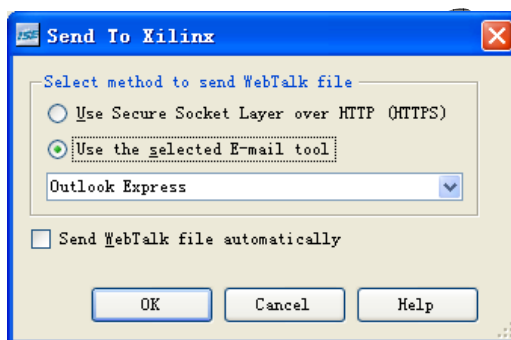 ISE Send To Xilinx
Select method to send WebTalk file
Use Secure Socket Layer over HTTP (HTTPS)
Use the selected E-mail tool
Outlook Express
Send WebTalk file automatically
OK Cancel Help